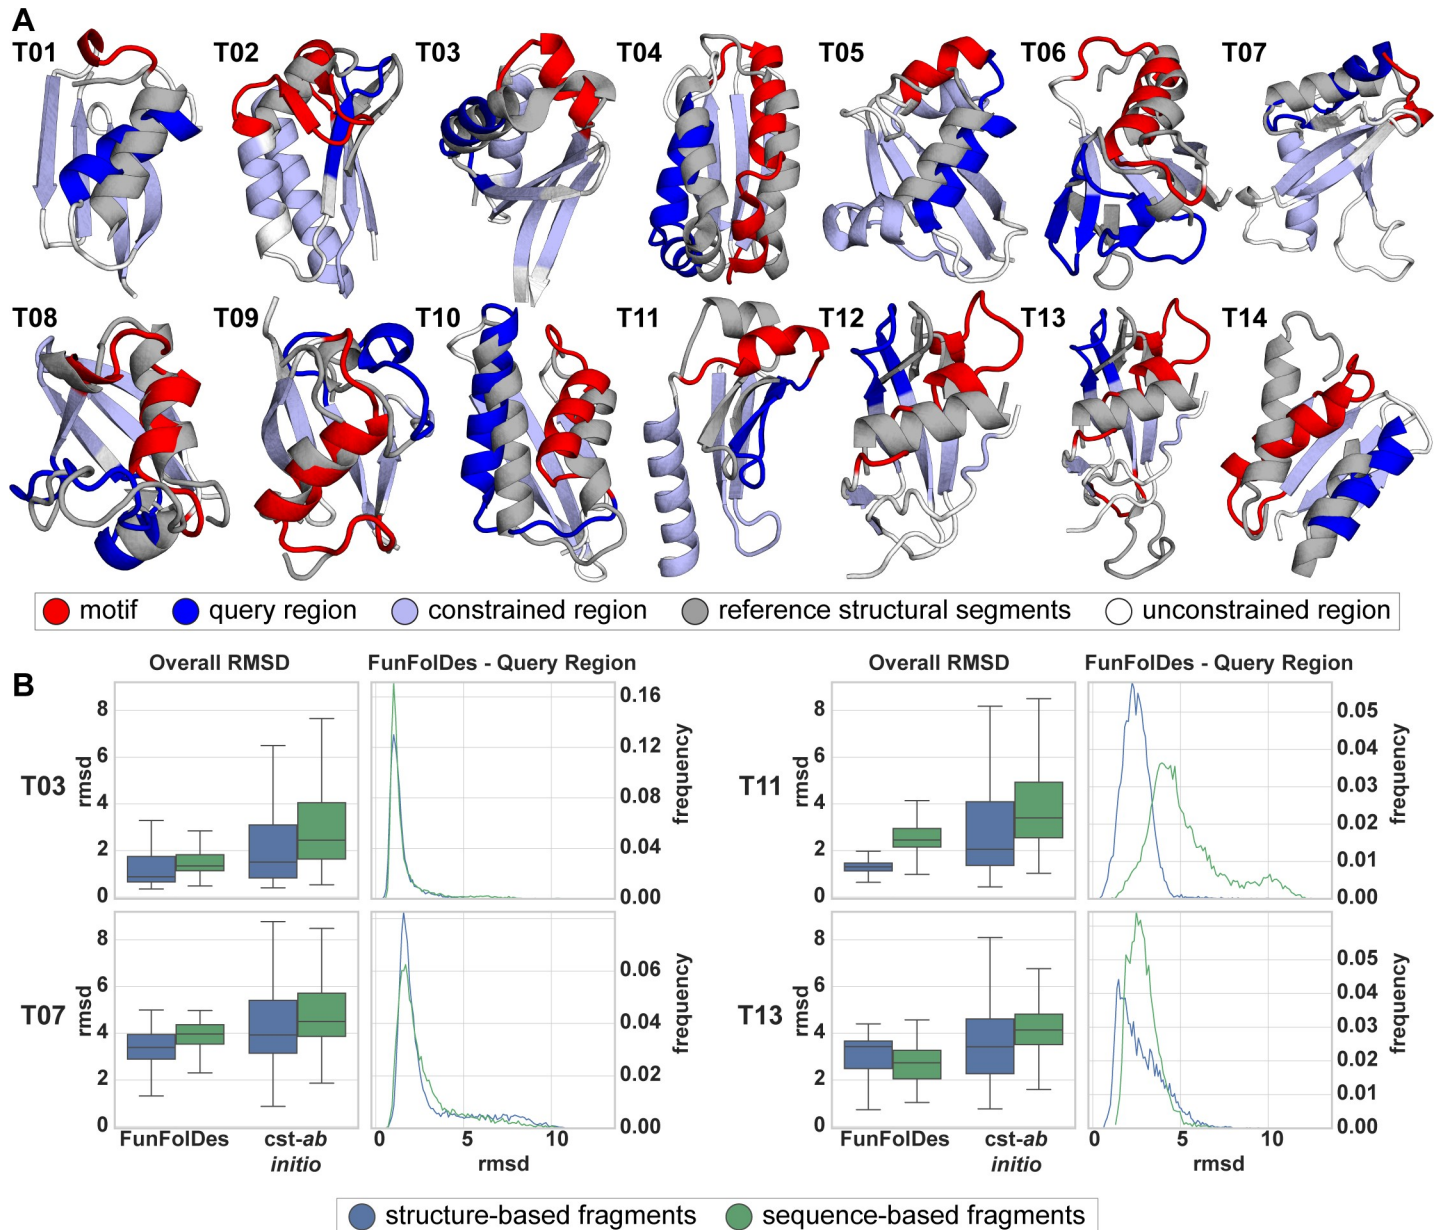 A
T01 T02 T03 T04 T05 T06 T07
T08 T09 T10 T11 T12 T13 T14
motif query region constrained region reference structural segments unconstrained region
B
Overall RMSD FunFolDes - Query Region Overall RMSD FunFolDes - Query Region
T03
rmsd
8
6
4
2
0
0.16
0.12
0.08
0.04
0.00
frequency
T11
rmsd
8
6
4
2
0
0.05
0.04
0.03
0.02
0.01
0.00
frequency
T07
rmsd
8
6
4
2
0
FunFolDes cst-ab
initio
0.06
0.04
0.02
0.00
frequency
0 5 10
rmsd
T13
rmsd
8
6
4
2
0
FunFolDes cst-ab
initio
0.05
0.04
0.03
0.02
0.01
0.00
frequency
0 5 10
rmsd
structure-based fragments sequence-based fragments